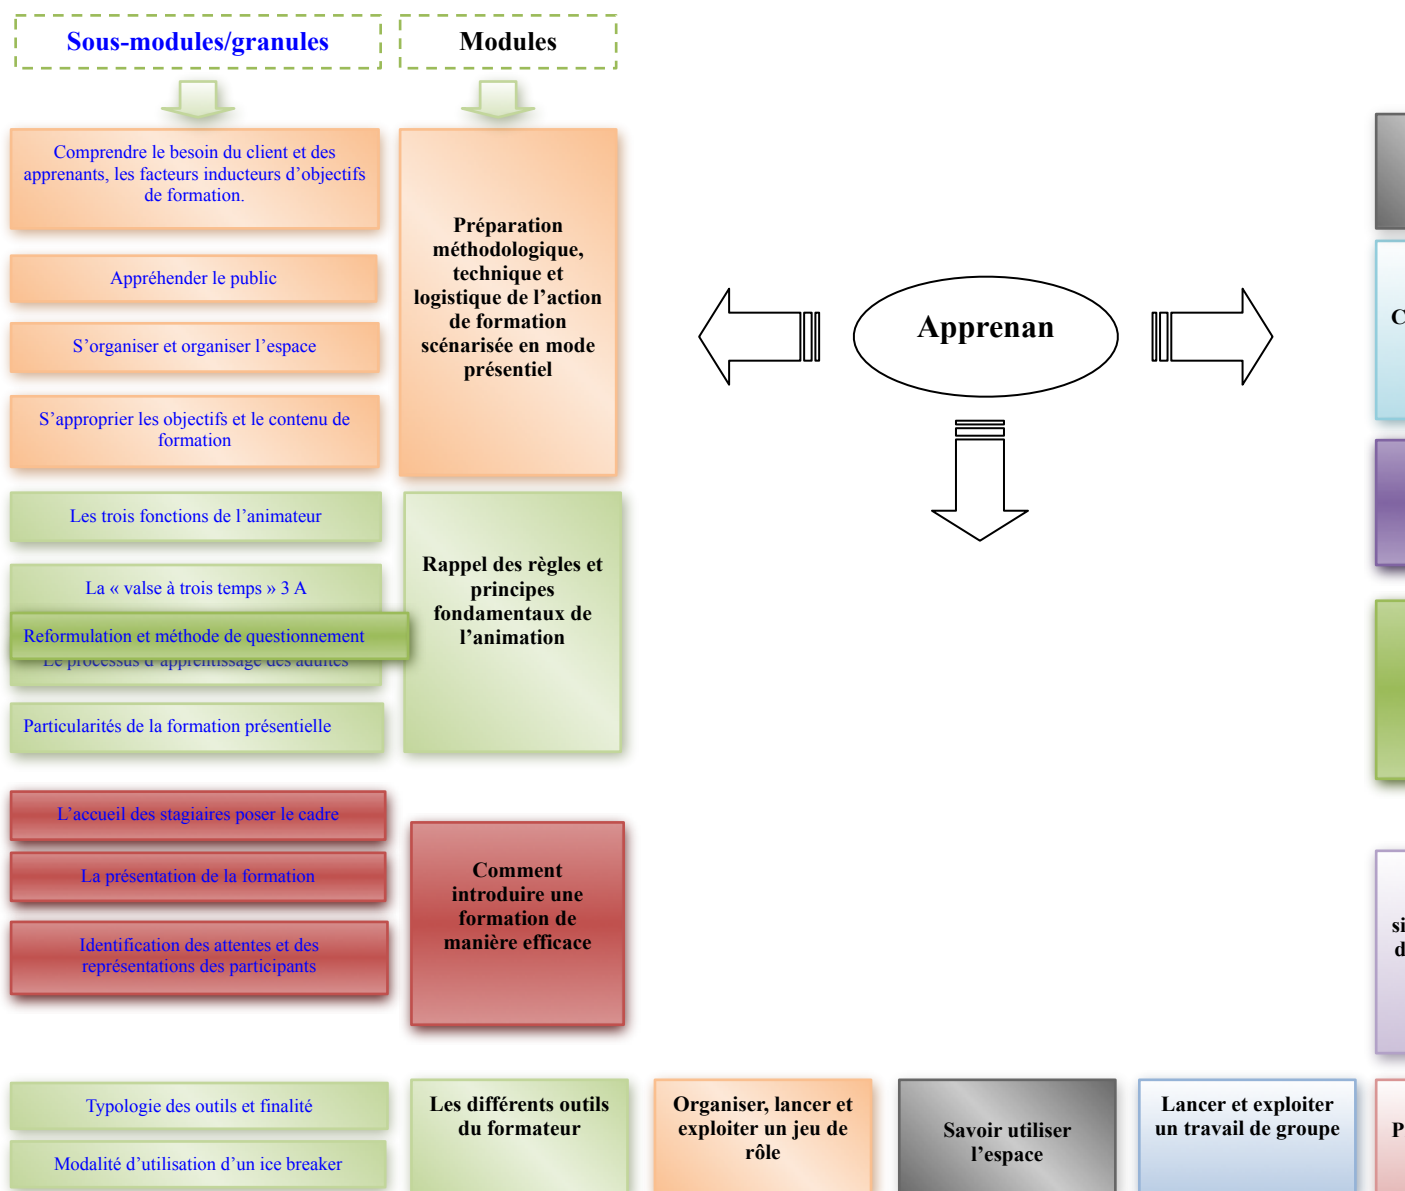 Sous-modules/granules
Modules
Comprendre le besoin du client et des
apprenants, les facteurs inducteurs d’objectifs
de formation.
Appréhender le public
S’organiser et organiser l’espace
S’approprier les objectifs et le contenu de
formation
Préparation
méthodologique,
technique et
logistique de l’action
de formation
scénarisée en mode
présentiel
Apprenan
C
Les trois fonctions de l’animateur
La « valse à trois temps » 3 A
Reformulation et méthode de questionnement
Le processus d’apprentissage des adultes
Particularités de la formation présentielle
Rappel des règles et
principes
fondamentaux de
l’animation
L’accueil des stagiaires poser le cadre
La présentation de la formation
Identification des attentes et des
représentations des participants
Comment
introduire une
formation de
manière efficace
si
d
Typologie des outils et finalité
Modalité d’utilisation d’un ice breaker
Les différents outils
du formateur
Organiser, lancer et
exploiter un jeu de
rôle
Savoir utiliser
l’espace
Lancer et exploiter
un travail de groupe
P